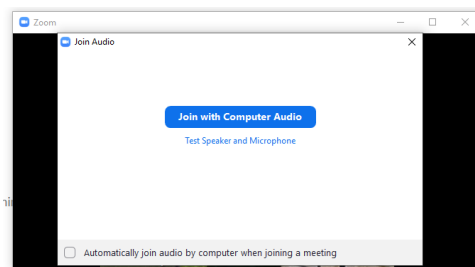 Zoom
Join Audio
Join with Computer Audio
Test Speaker and Microphone
Automatically join audio by computer when joining a meeting